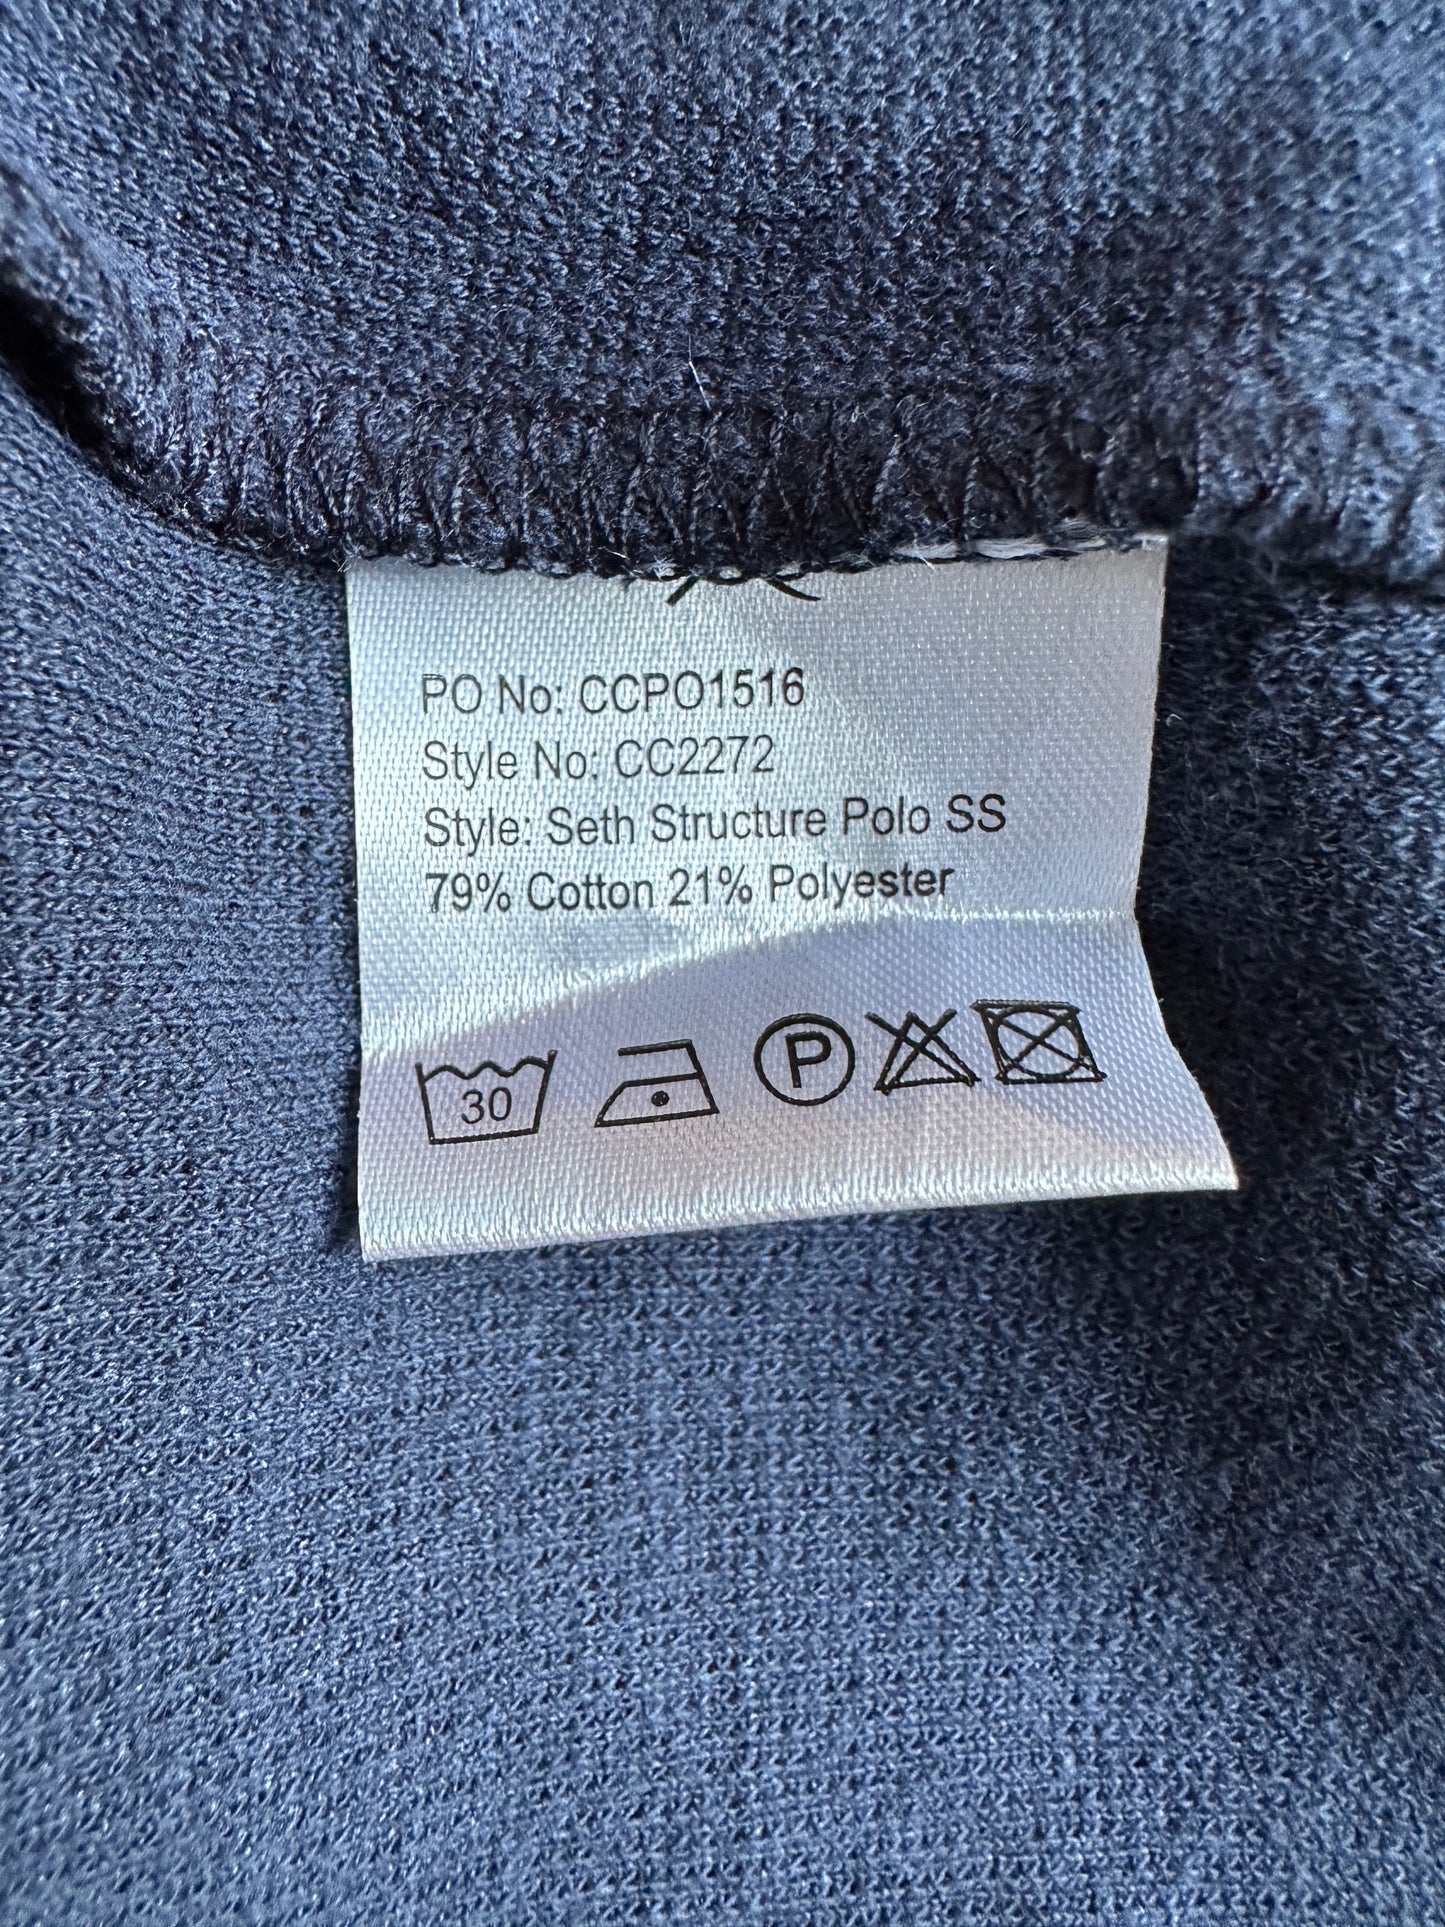 PO No: CCPO1516
Style No: CC2272
Style: Seth Structure Polo SS
79% Cotton 21% Polyester
30 P